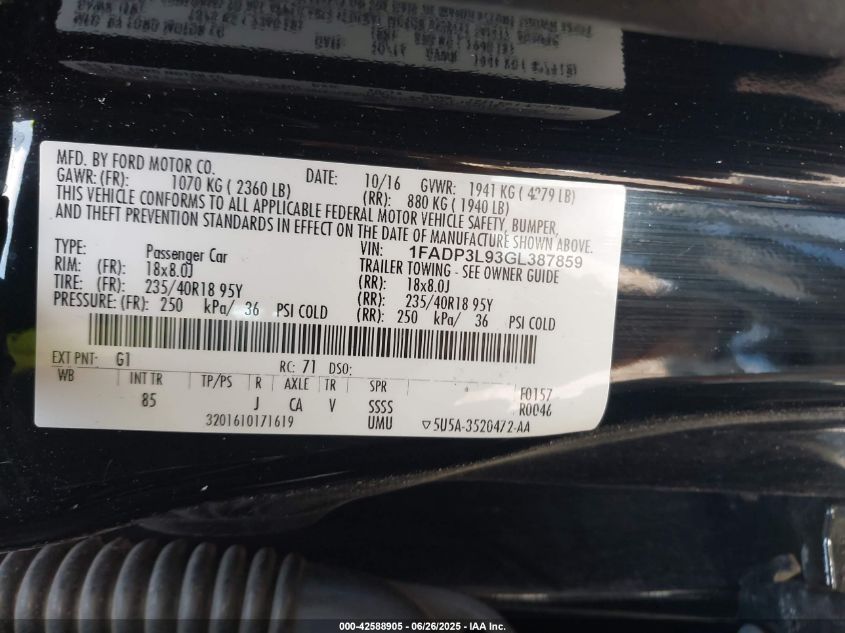 MFD. BY FORD MOTOR CO. DATE: 10/16 GVWR: 1941 KG ( 4279 LB)
GAWR: (FR): 1070 KG ( 2360 LB) (RR): 880 KG ( 1940 LB)
THIS VEHICLE CONFORMS TO ALL APPLICABLE FEDERAL MOTOR VEHICLE SAFETY, BUMPER,
AND THEFT PREVENTION STANDARDS IN EFFECT ON THE DATE OF MANUFACTURE SHOWN ABOVE.
VIN: 1FADP3L93GL387859
TYPE: Passenger Car TRAILER TOWING - SEE OWNER GUIDE
RIM: (FR): 18x8.0J (RR): 18x8.0J
TIRE: (FR): 235/40R18 95Y (RR): 235/40R18 95Y
PRESSURE: (FR): 250 kPa/ 36 PSI COLD (RR): 250 kPa/ 36 PSI COLD
EXT PNT: G1 RC: 71 DSO:
WB INT TR TP/PS R AXLE TR SPR F0157
85 J CA V SSSS R0046
3201610171619 UMU ▽5U5A-3520472-AA
000-42588905 - 06/26/2025 - IAA, Inc.